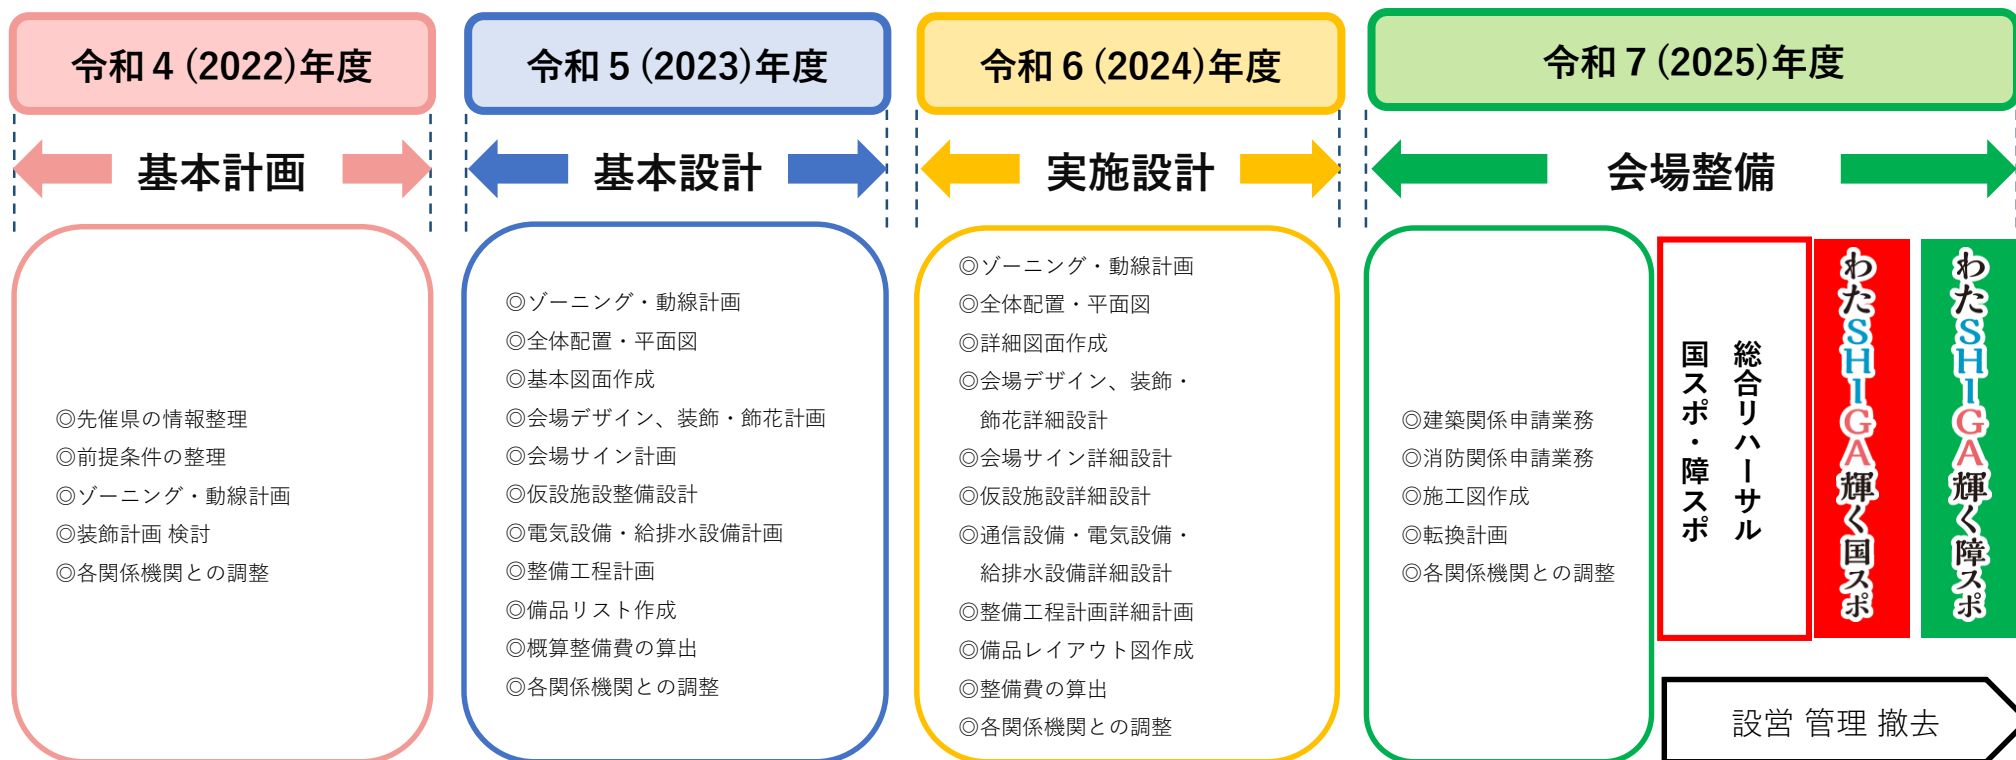 令和４(2022)年度
基本計画
◎先催県の情報整理
◎前提条件の整理
◎ゾーニング・動線計画
◎装飾計画 検討
◎各関係機関との調整
令和５(2023)年度
基本設計
◎ゾーニング・動線計画
◎全体配置・平面図
◎基本図面作成
◎会場デザイン、装飾・飾花計画
◎会場サイン計画
◎仮設施設整備設計
◎電気設備・給排水設備計画
◎整備工程計画
◎備品リスト作成
◎概算整備費の算出
◎各関係機関との調整
令和６(2024)年度
実施設計
◎ゾーニング・動線計画
◎全体配置・平面図
◎詳細図面作成
◎会場デザイン、装飾・
飾花詳細設計
◎会場サイン詳細設計
◎仮設施設詳細設計
◎通信設備・電気設備・
給排水設備詳細設計
◎整備工程計画詳細計画
◎備品レイアウト図作成
◎整備費の算出
◎各関係機関との調整
令和７(2025)年度
会場整備
◎建築関係申請業務
◎消防関係申請業務
◎施工図作成
◎転換計画
◎各関係機関との調整
総合リハーサル
国スポ・障スポ
わたSHIGA輝く国スポ
わたSHIGA輝く障スポ
設営 管理 撤去